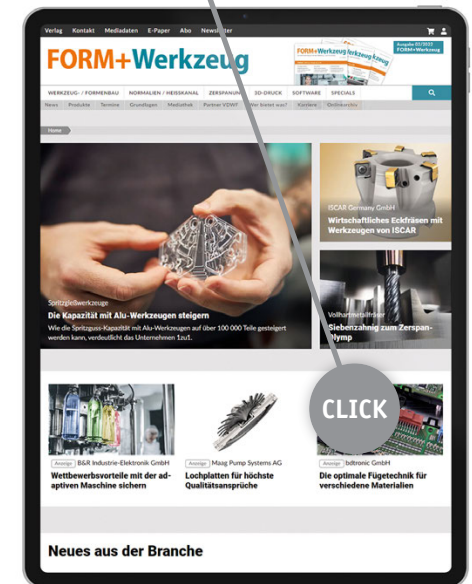 Verlag Kontakt Mediadaten E-Paper Abo Newsletter
FORM+Werkzeug
FORM+Werkzeug
Ausgabe 01/2022
FORM+Werkzeug
WERKZEUG- / FORMENBAU NORMALIEN / HEISSKANAL ZERSPANUNG 3D-DRUCK SOFTWARE SPECIALS
News Produkte Termine Grundlagen Mediathek Partner VDWF Wer bietet was? Karriere Onlinearchiv
Home
Spritzgießwerkzeuge
Die Kapazität mit Alu-Werkzeugen steigern
Wie die Spritzguss-Kapazität mit Alu-Werkzeugen auf über 100 000 Teile gesteigert
werden kann, verdeutlicht das Unternehmen 1zu1.
ISCAR Germany GmbH
Wirtschaftliches Eckfräsen mit
Werkzeugen von ISCAR
Vollhartmetallfräser
Siebenzahnig zum Zerspan-
Olymp
CLICK
Anzeige B&R Industrie-Elektronik GmbH
Wettbewerbsvorteile mit der ad-
aptiven Maschine sichern
Anzeige Maag Pump Systems AG
Lochplatten für höchste
Qualitätsansprüche
Anzeige bdtronic GmbH
Die optimale Fügetechnik für
verschiedene Materialien
Neues aus der Branche